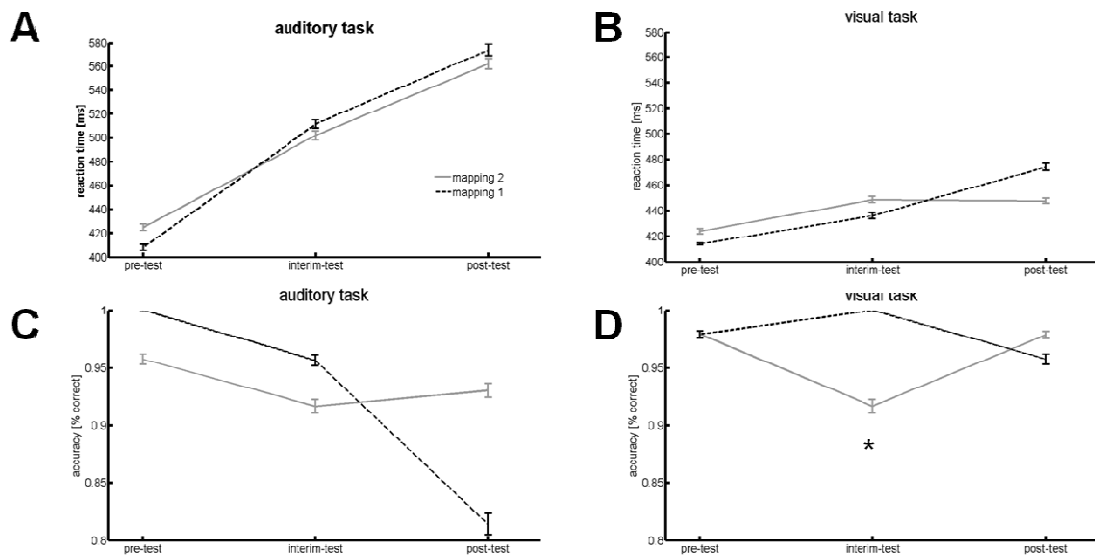 A
auditory task
580
560
540
520
500
480
460
440
420
400
reaction time [ms]
mapping 2
mapping 1
pre-test interim-test post-test
B
visual task
580
560
540
520
500
480
460
440
420
400
reaction time [ms]
pre-test interim-test post-test
C
auditory task
1
0.95
0.9
0.85
0.8
accuracy [% correct]
pre-test interim-test post-test
D
visual task
1
0.95
0.9
0.85
0.8
accuracy [% correct]
*
pre-test interim-test post-test